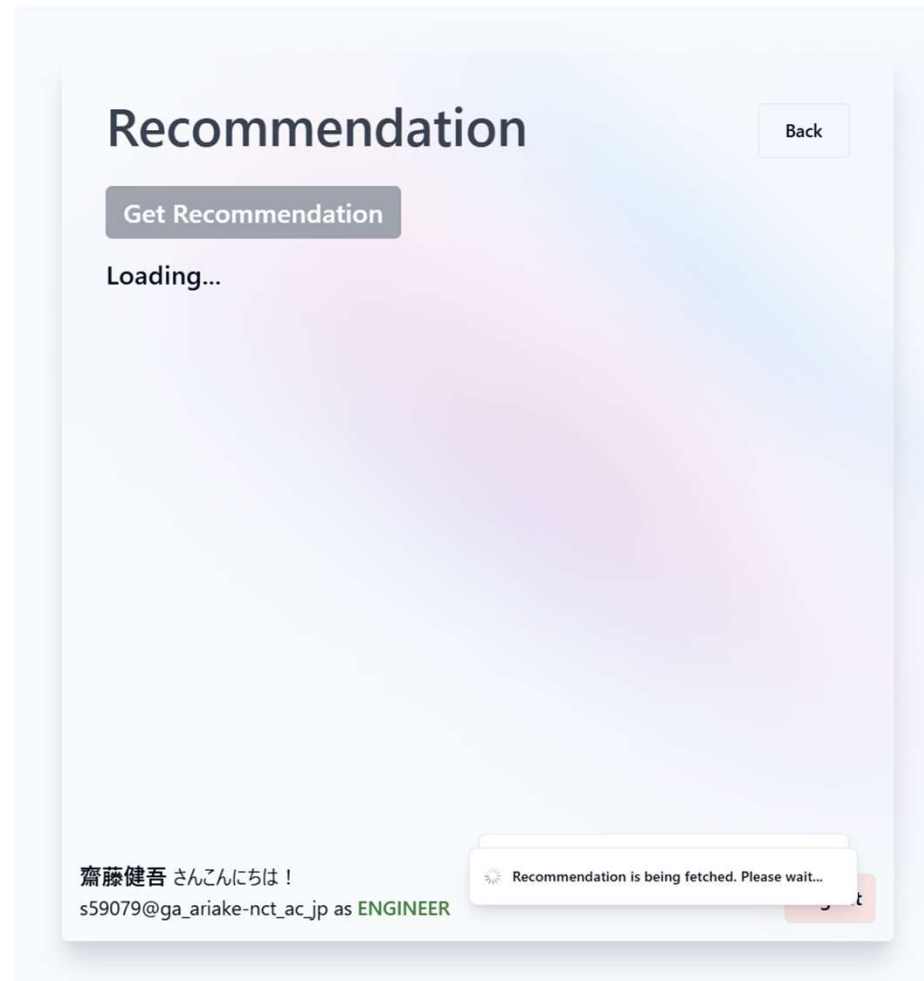 Recommendation
Back
Get Recommendation
Loading...
齋藤健吾 さんこんにちは！
s59079@ga_ariake-nct_ac_jp as ENGINEER
Recommendation is being fetched. Please wait...